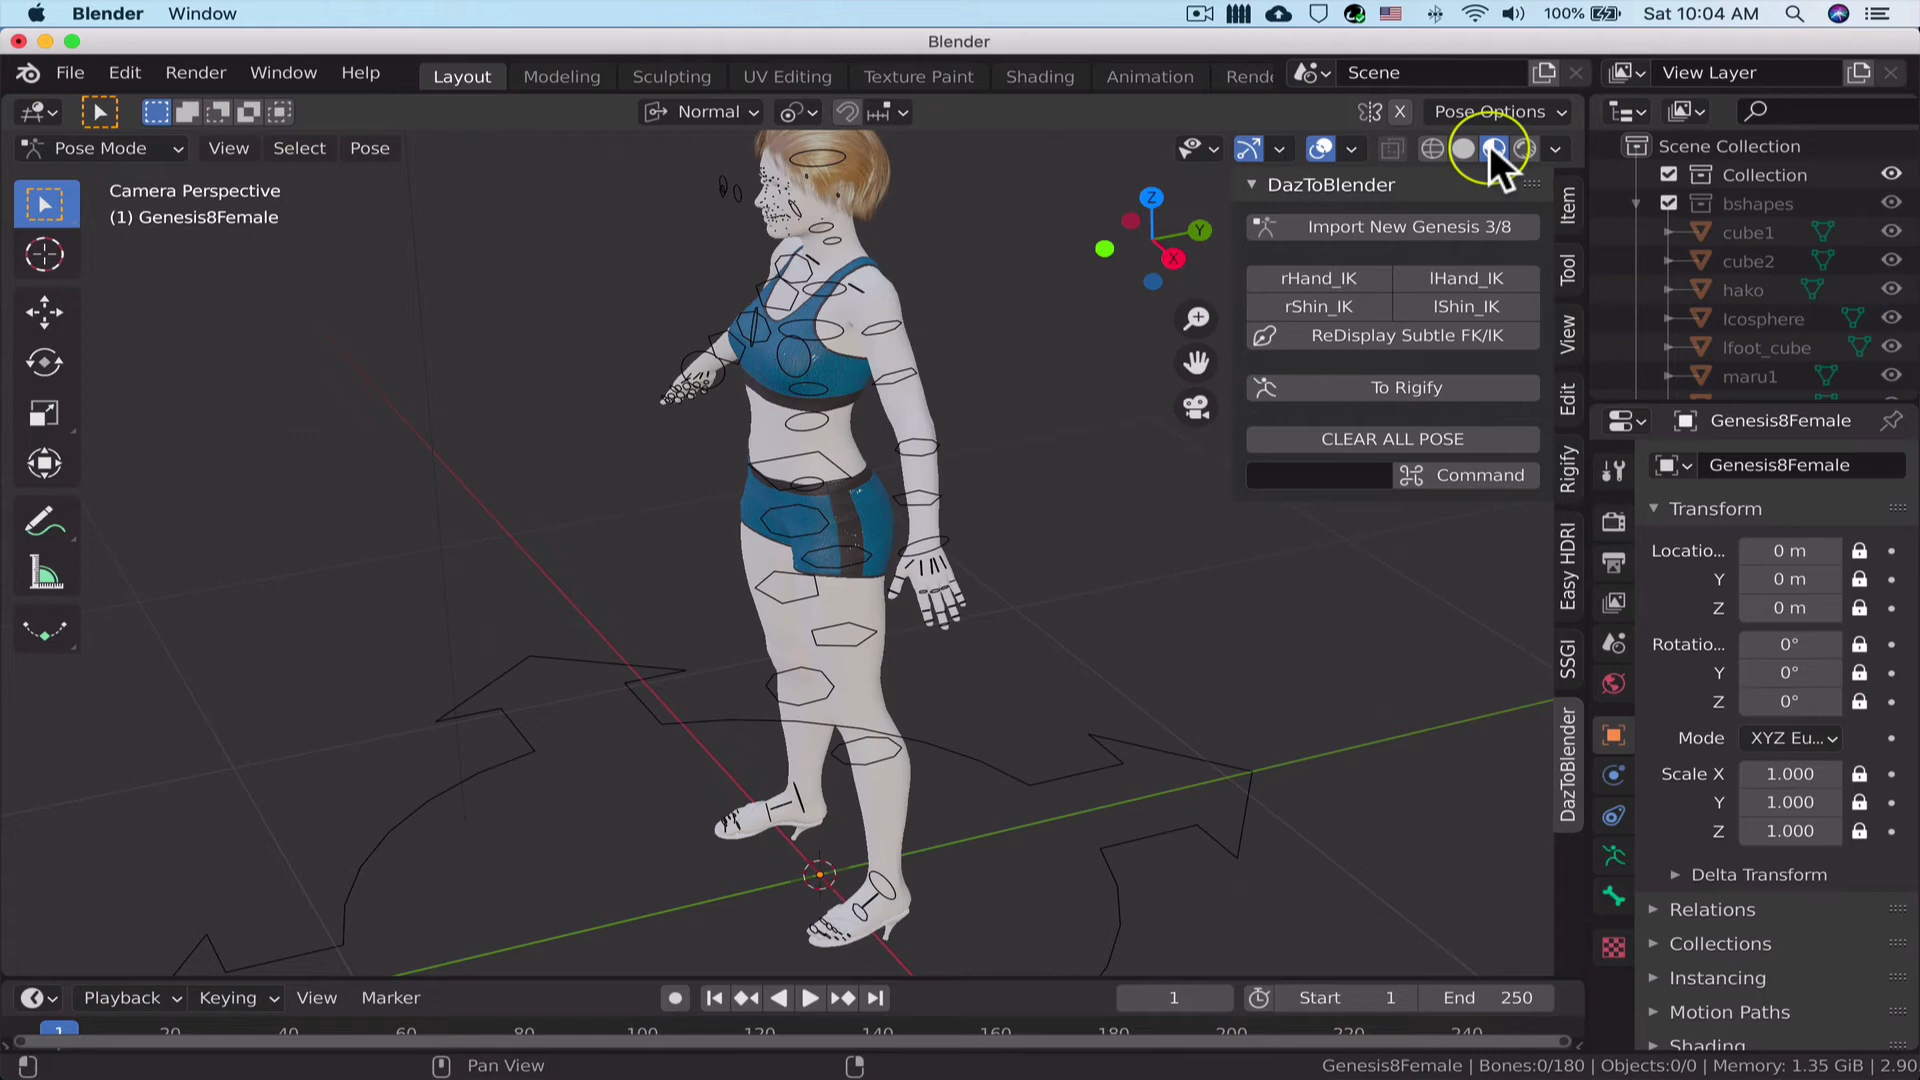 Blender Window 100% Sat 10:04 AM
Blender
File Edit Render Window Help Layout Modeling Sculpting UV Editing Texture Paint Shading Animation Rende Scene View Layer
Normal X Pose Options
Pose Mode View Select Pose
Camera Perspective
(1) Genesis8Female
Z
Y
X
DazToBlender
Import New Genesis 3/8
rHand_IK lHand_IK
rShin_IK lShin_IK
ReDisplay Subtle FK/IK
To Rigify
CLEAR ALL POSE
Command
Item
Tool
View
Edit
Rigify
Easy HDRI
SSGI
DazToBlender
Scene Collection
Collection
bshapes
cube1
cube2
hako
Icosphere
lfoot_cube
maru1
Genesis8Female
Genesis8Female
Transform
Locatio... 0 m
Y 0 m
Z 0 m
Rotatio... 0°
Y 0°
Z 0°
Mode XYZ Eu...
Scale X 1.000
Y 1.000
Z 1.000
Delta Transform
Relations
Collections
Instancing
Motion Paths
Shading
Playback Keying View Marker 1 Start 1 End 250
1 20 40 60 80 100 120 140 160 180 200 220 240
Pan View Genesis8Female | Bones:0/180 | Objects:0/0 | Memory: 1.35 GiB | 2.90